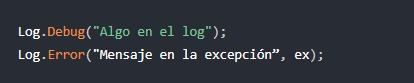 Log.Debug("Algo en el log");
Log.Error("Mensaje en la excepción”, ex);